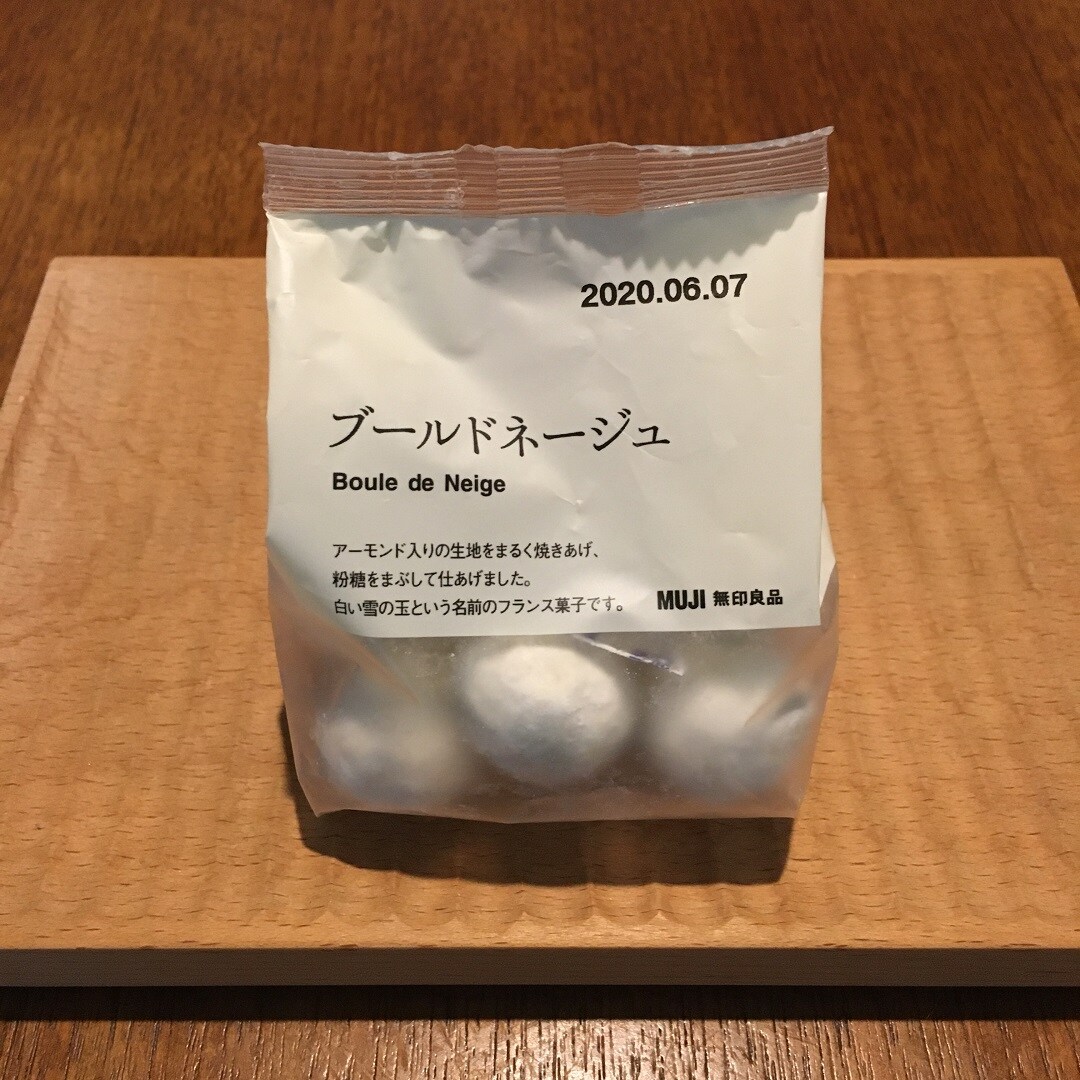 2020.06.07
ブールドネージュ
Boule de Neige
アーモンド入りの生地をまるく焼きあげ、
粉糖をまぶして仕あげました。
白い雪の玉という名前のフランス菓子です。
MUJI 無印良品